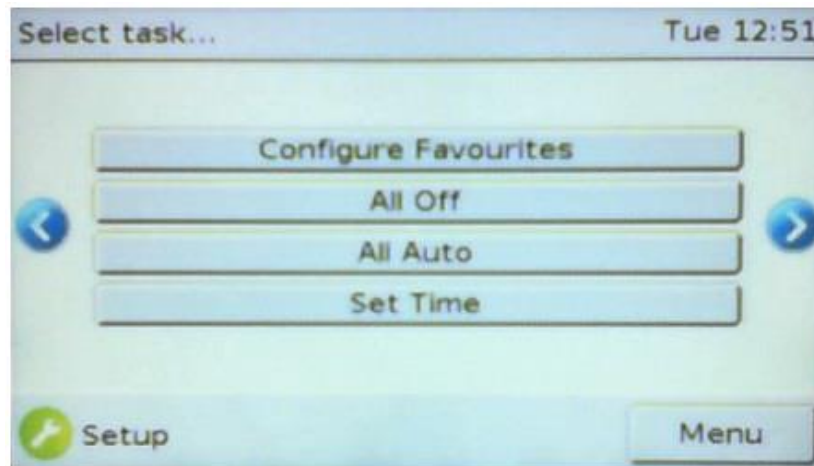 Select task... Tue 12:51
Configure Favourites
All Off
All Auto
Set Time
Setup Menu